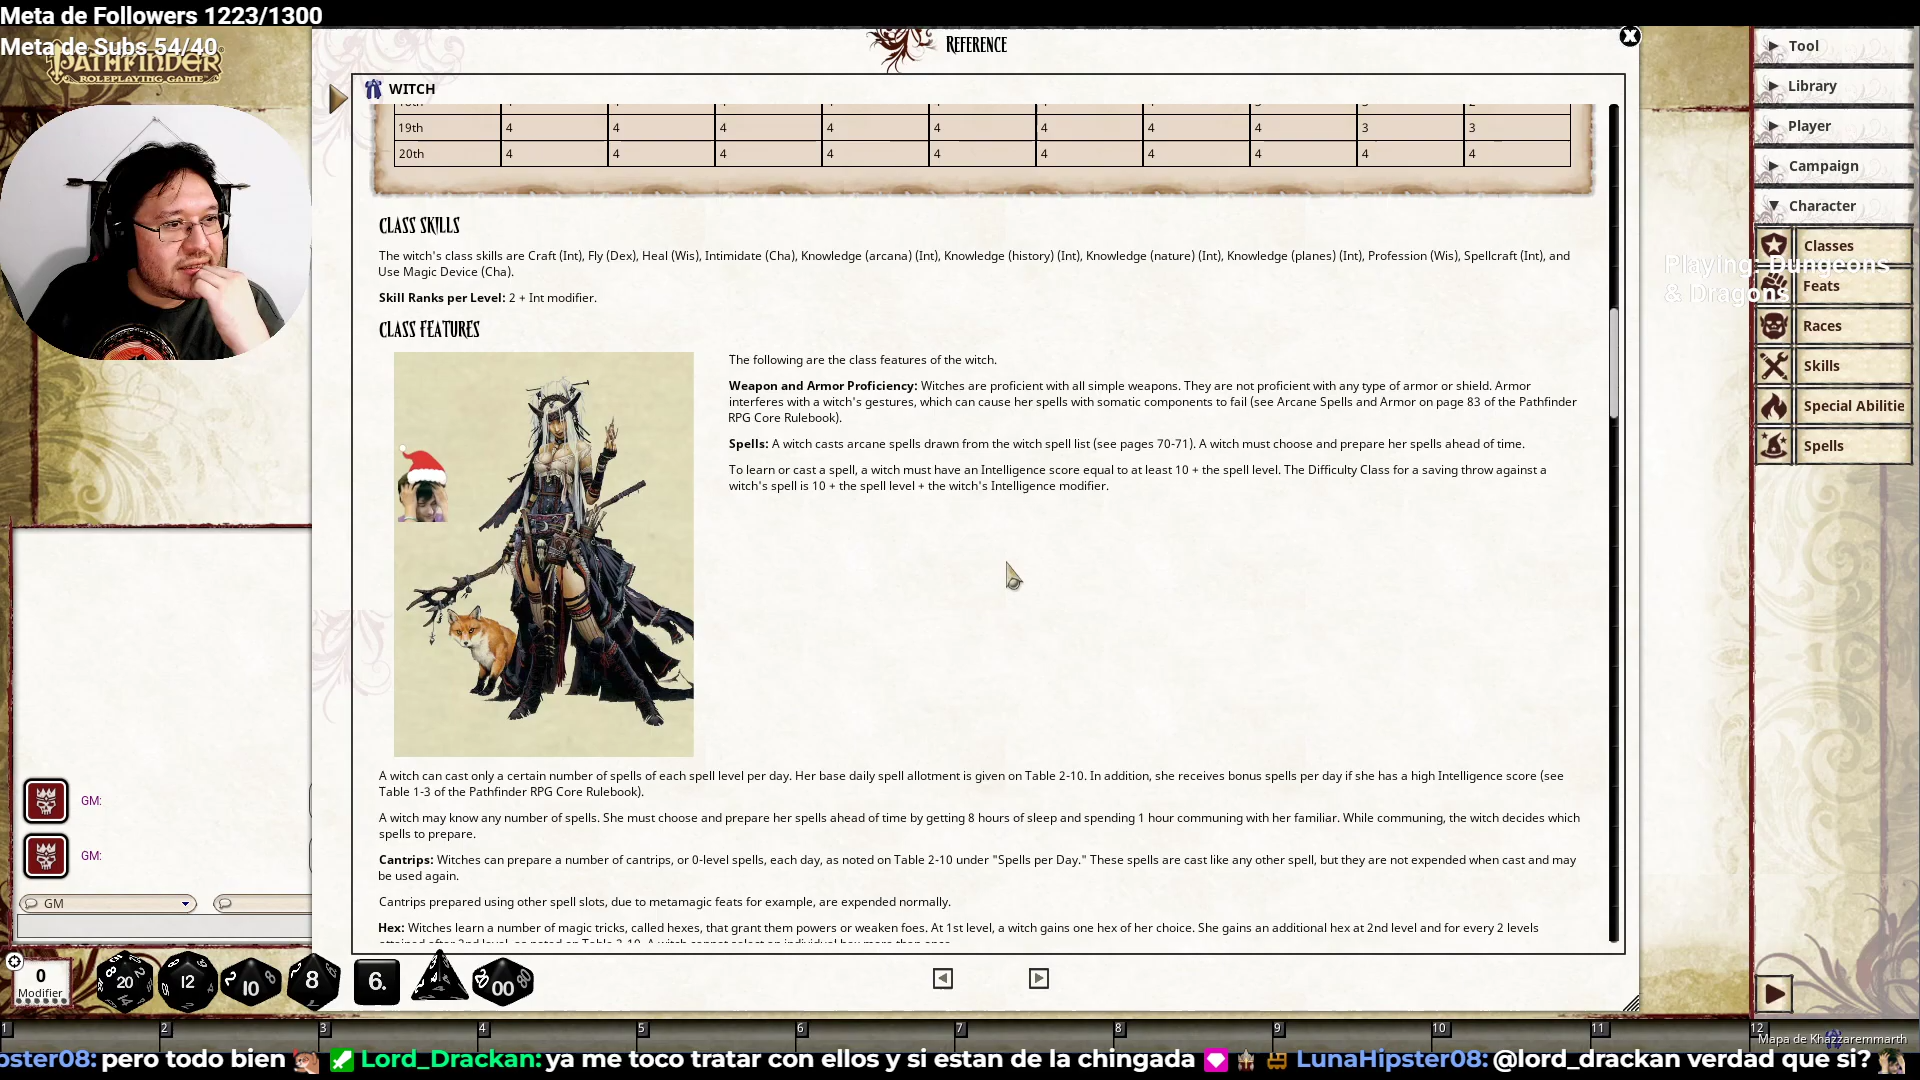 Meta de Followers 1223/1300
Meta de Subs 54/40
PATHFINDER
ROLEPLAYING GAME
REFERENCE
WITCH
19th 4 4 4 4 4 4 4 4 3 3
20th 4 4 4 4 4 4 4 4 4 4
CLASS SKILLS
The witch's class skills are Craft (Int), Fly (Dex), Heal (Wis), Intimidate (Cha), Knowledge (arcana) (Int), Knowledge (history) (Int), Knowledge (nature) (Int), Knowledge (planes) (Int), Profession (Wis), Spellcraft (Int), and
Use Magic Device (Cha).
Skill Ranks per Level: 2 + Int modifier.
CLASS FEATURES
The following are the class features of the witch.
Weapon and Armor Proficiency: Witches are proficient with all simple weapons. They are not proficient with any type of armor or shield. Armor
interferes with a witch's gestures, which can cause her spells with somatic components to fail (see Arcane Spells and Armor on page 83 of the Pathfinder
RPG Core Rulebook).
Spells: A witch casts arcane spells drawn from the witch spell list (see pages 70-71). A witch must choose and prepare her spells ahead of time.
To learn or cast a spell, a witch must have an Intelligence score equal to at least 10 + the spell level. The Difficulty Class for a saving throw against a
witch's spell is 10 + the spell level + the witch's Intelligence modifier.
A witch can cast only a certain number of spells of each spell level per day. Her base daily spell allotment is given on Table 2-10. In addition, she receives bonus spells per day if she has a high Intelligence score (see
Table 1-3 of the Pathfinder RPG Core Rulebook).
A witch may know any number of spells. She must choose and prepare her spells ahead of time by getting 8 hours of sleep and spending 1 hour communing with her familiar. While communing, the witch decides which
spells to prepare.
Cantrips: Witches can prepare a number of cantrips, or 0-level spells, each day, as noted on Table 2-10 under "Spells per Day." These spells are cast like any other spell, but they are not expended when cast and may
be used again.
Cantrips prepared using other spell slots, due to metamagic feats for example, are expended normally.
Hex: Witches learn a number of magic tricks, called hexes, that grant them powers or weaken foes. At 1st level, a witch gains one hex of her choice. She gains an additional hex at 2nd level and for every 2 levels
Tool
Library
Player
Campaign
Character
Classes
Playing: Dungeons
& Dragons
Feats
Races
Skills
Special Abilitie
Spells
GM:
GM:
GM
0
Modifier
20
12
10
8
6.
00
1 2 3 4 5 6 7 8 9 10 11 12
Mapa de Khazzaremmarth
pster08: pero todo bien Lord_Drackan: ya me toco tratar con ellos y si estan de la chingada LunaHipster08: @lord_drackan verdad que si?